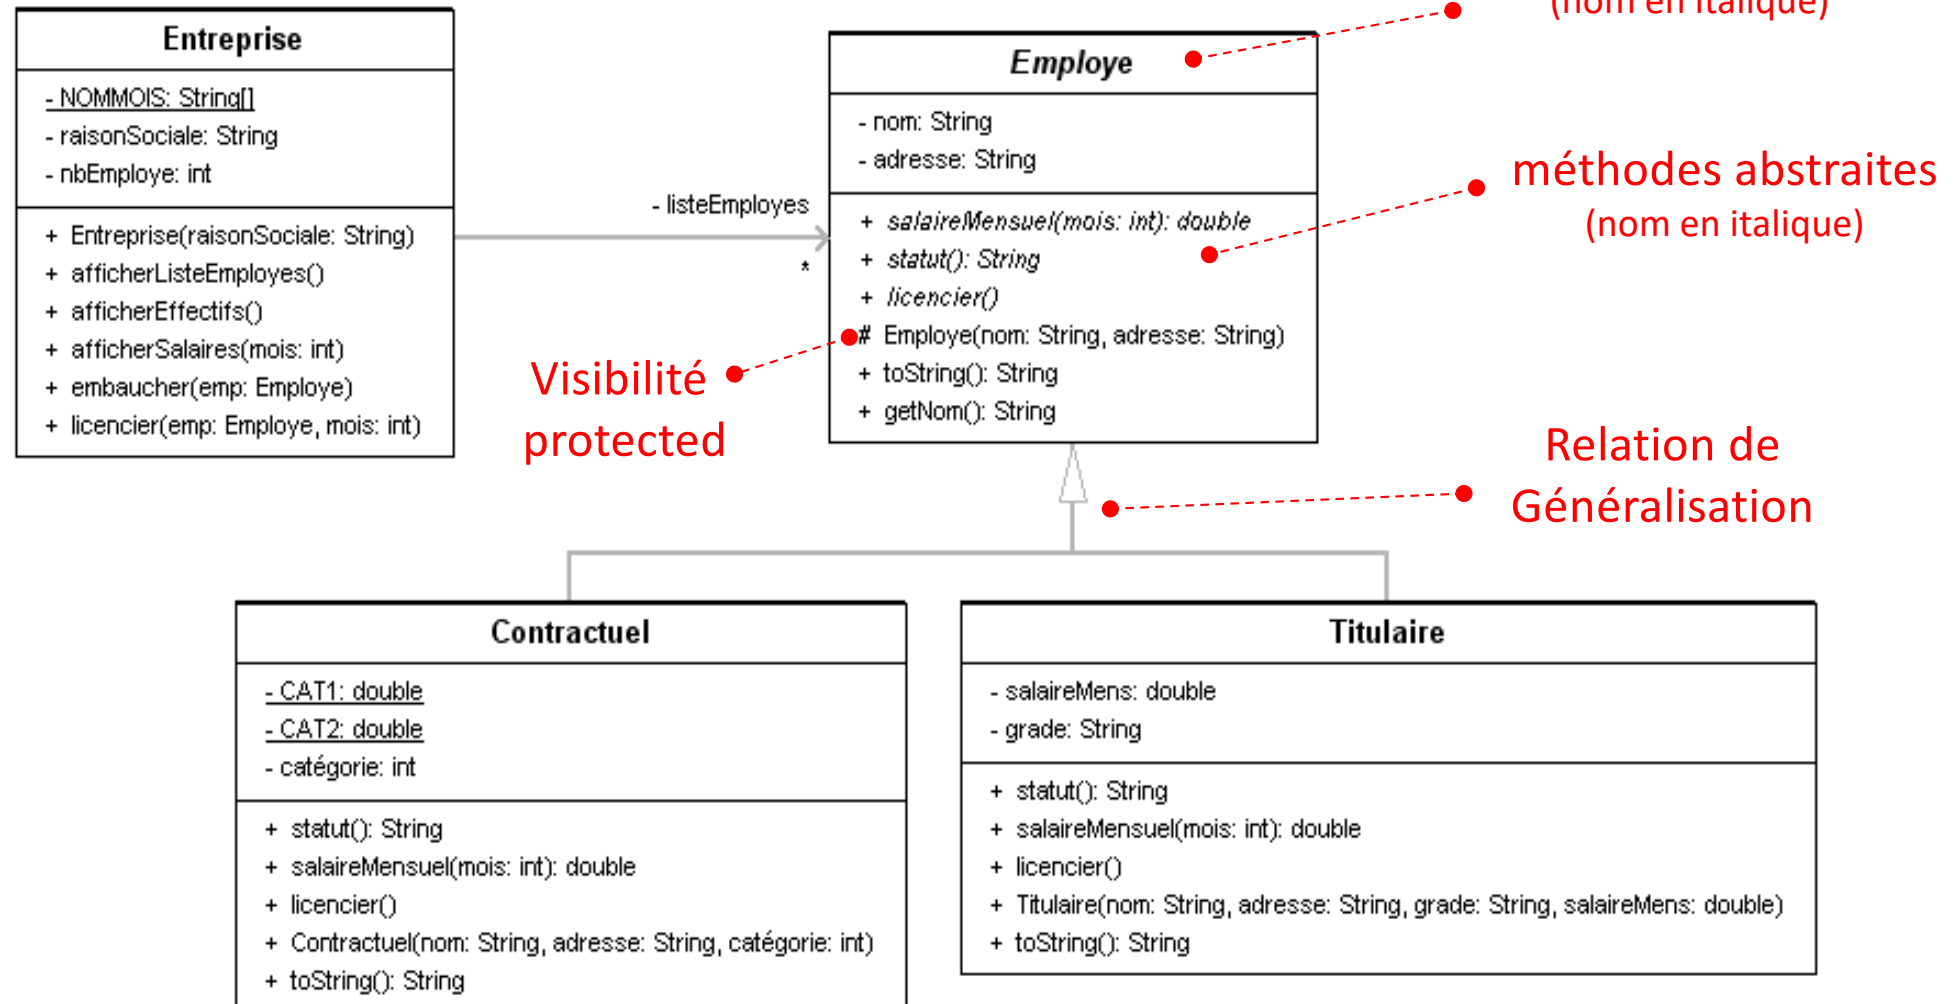 (nom en italique)
Entreprise
- NOMMOIS: String[]
- raisonSociale: String
- nbEmploye: int
+ Entreprise(raisonSociale: String)
+ afficherListeEmployes()
+ afficherEffectifs()
+ afficherSalaires(mois: int)
+ embaucher(emp: Employe)
+ licencier(emp: Employe, mois: int)
- listeEmployes
*
Employe
- nom: String
- adresse: String
+ salaireMensuel(mois: int): double
+ statut(): String
+ licencier()
# Employe(nom: String, adresse: String)
+ toString(): String
+ getNom(): String
méthodes abstraites
(nom en italique)
Visibilité
protected
Relation de
Généralisation
Contractuel
- CAT1: double
- CAT2: double
- catégorie: int
+ statut(): String
+ salaireMensuel(mois: int): double
+ licencier()
+ Contractuel(nom: String, adresse: String, catégorie: int)
+ toString(): String
Titulaire
- salaireMens: double
- grade: String
+ statut(): String
+ salaireMensuel(mois: int): double
+ licencier()
+ Titulaire(nom: String, adresse: String, grade: String, salaireMens: double)
+ toString(): String